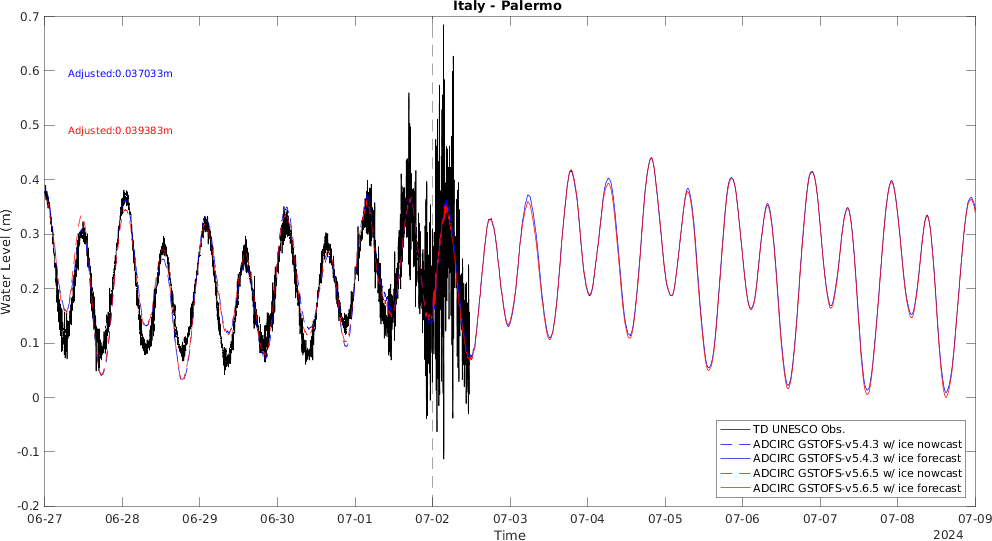 Italy - Palermo
0.7
0.6
0.5
0.4
0.3
0.2
0.1
0
-0.1
-0.2
Water Level (m)
Adjusted:0.037033m
Adjusted:0.039383m
TD UNESCO Obs.
ADCIRC GSTOFS-v5.4.3 w/ ice nowcast
ADCIRC GSTOFS-v5.4.3 w/ ice forecast
ADCIRC GSTOFS-v5.6.5 w/ ice nowcast
ADCIRC GSTOFS-v5.6.5 w/ ice forecast
06-27 06-28 06-29 06-30 07-01 07-02 07-03 07-04 07-05 07-06 07-07 07-08 07-09
Time
2024